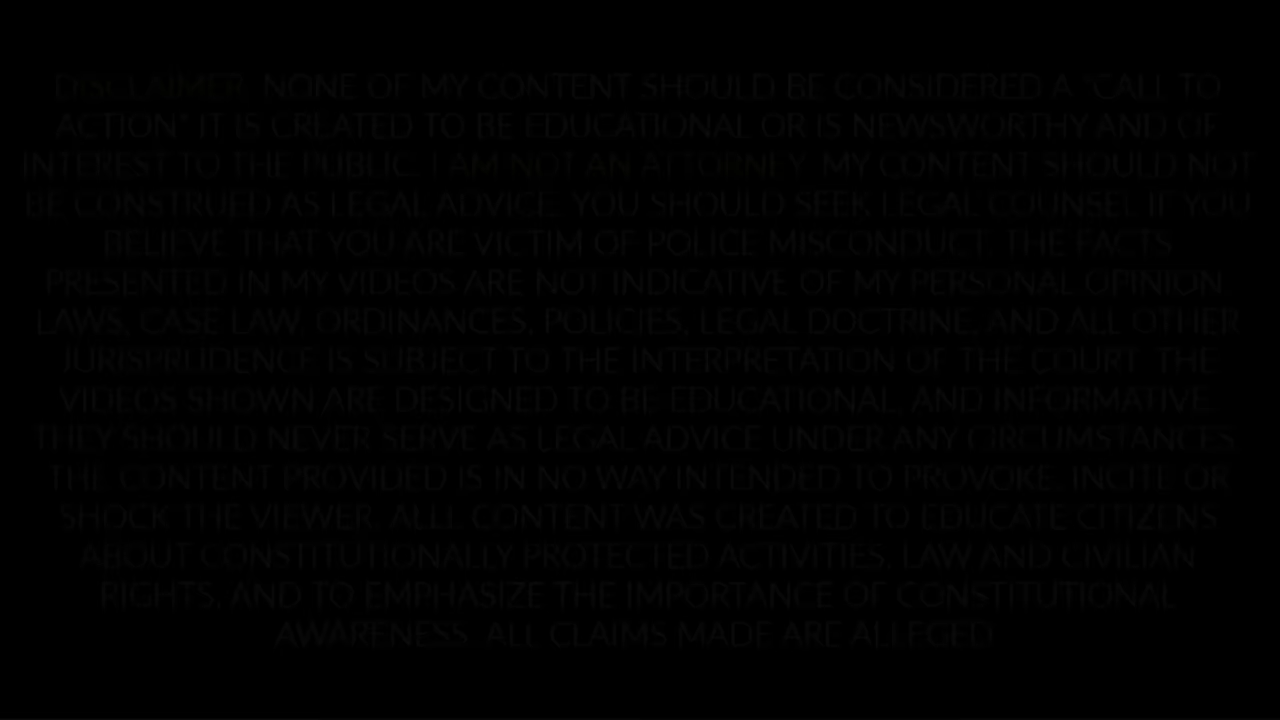 DISCLAIMER: NONE OF MY CONTENT SHOULD BE CONSIDERED A "CALL TO
ACTION" IT IS CREATED TO BE EDUCATIONAL OR IS NEWSWORTHY AND OF
INTEREST TO THE PUBLIC. I AM NOT AN ATTORNEY. MY CONTENT SHOULD NOT
BE CONSTRUED AS LEGAL ADVICE. YOU SHOULD SEEK LEGAL COUNSEL IF YOU
BELIEVE THAT YOU ARE VICTIM OF POLICE MISCONDUCT. THE FACTS
PRESENTED IN MY VIDEOS ARE NOT INDICATIVE OF MY PERSONAL OPINION.
LAWS, CASE LAW, ORDINANCES, POLICIES, LEGAL DOCTRINE, AND ALL OTHER
JURISPRUDENCE IS SUBJECT TO THE INTERPRETATION OF THE COURT. THE
VIDEOS SHOWN ARE DESIGNED TO BE EDUCATIONAL, AND INFORMATIVE.
THEY SHOULD NEVER SERVE AS LEGAL ADVICE UNDER ANY CIRCUMSTANCES.
THE CONTENT PROVIDED IS IN NO WAY INTENDED TO PROVOKE, INCITE OR
SHOCK THE VIEWER. ALLL CONTENT WAS CREATED TO EDUCATE CITIZENS
ABOUT CONSTITUTIONALLY PROTECTED ACTIVITIES, LAW AND CIVILIAN
RIGHTS, AND TO EMPHASIZE THE IMPORTANCE OF CONSTITUTIONAL
AWARENESS. ALL CLAIMS MADE ARE ALLEGED.